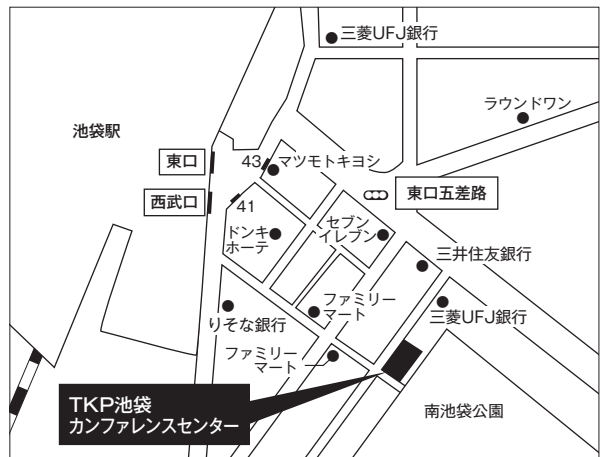 三菱UFJ銀行
ラウンドワン
池袋駅
東口
43
マツモトキヨシ
西武口
41
東口五差路
ドンキ
ホーテ
セブン
イレブン
三井住友銀行
ファミリー
マート
三菱UFJ銀行
りそな銀行
ファミリー
マート
TKP池袋
カンファレンスセンター
南池袋公園